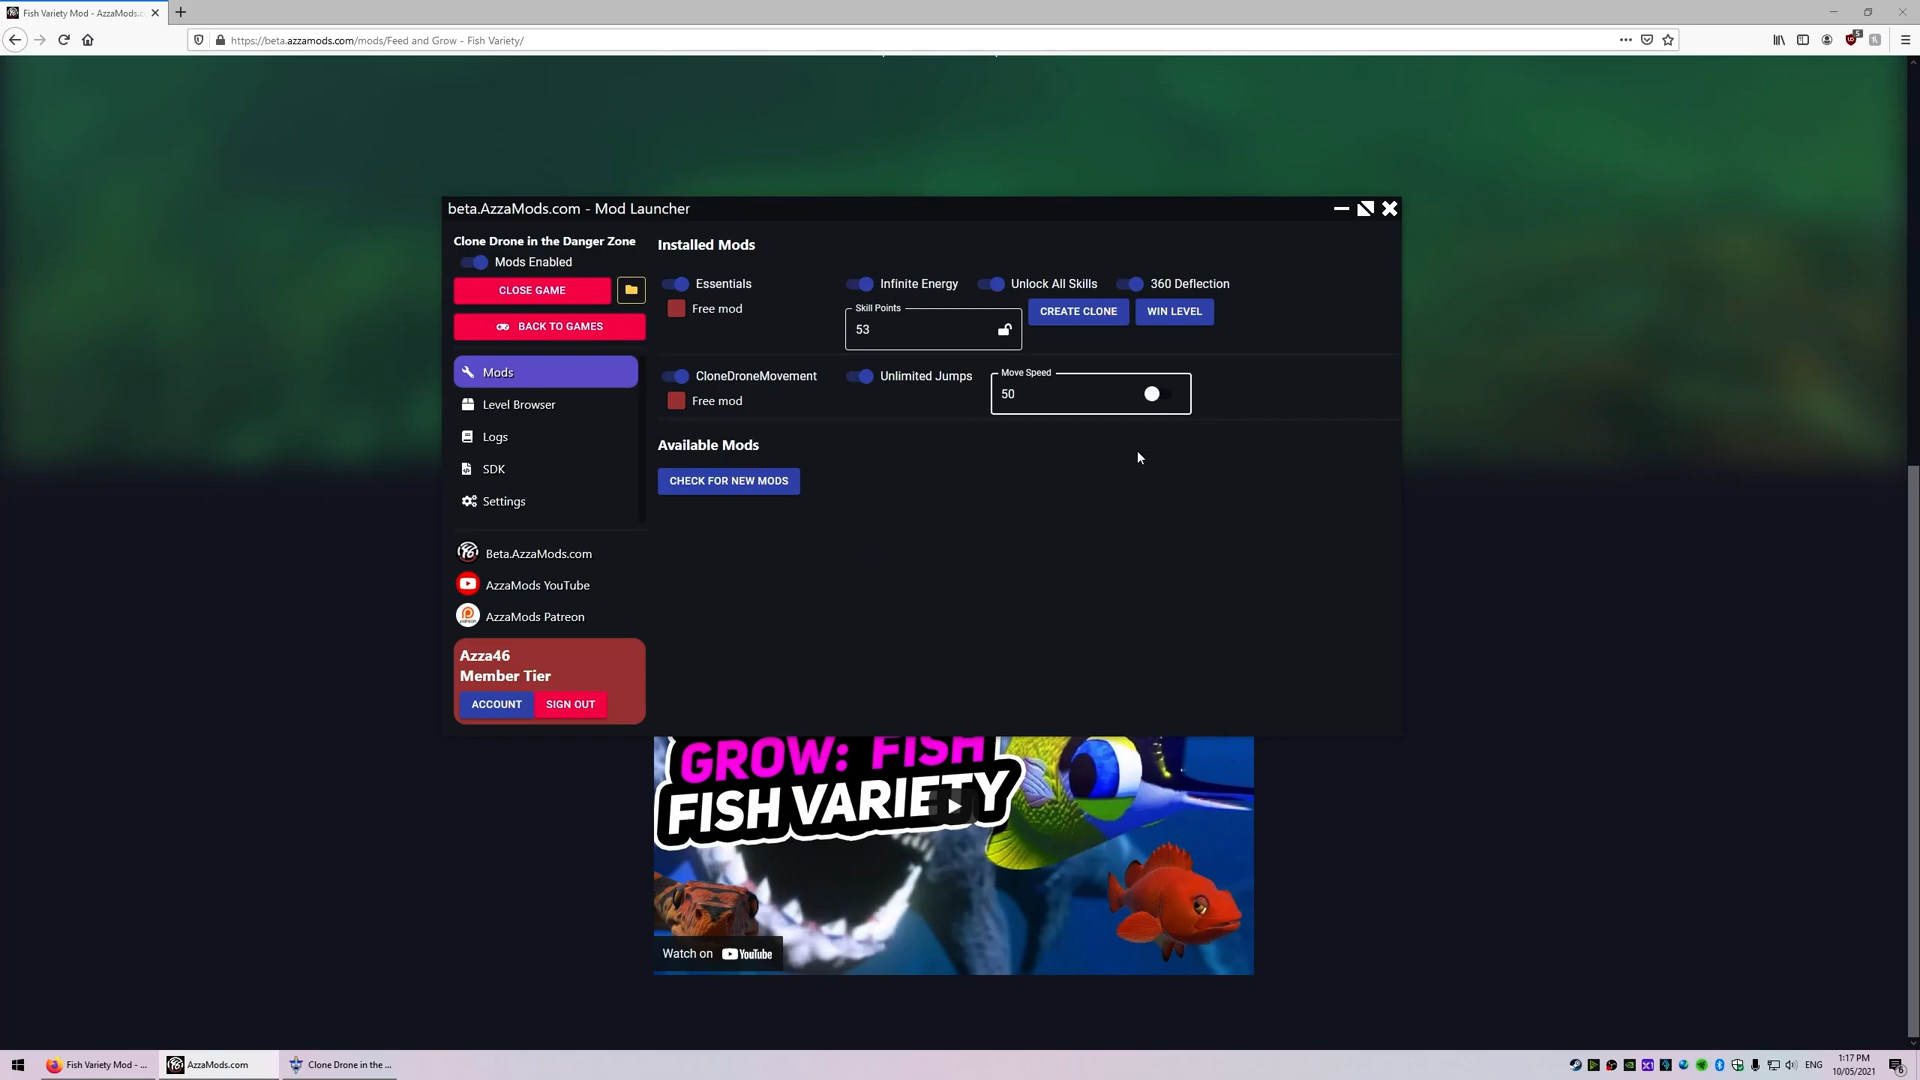 Fish Variety Mod - AzzaMods.c
https://beta.azzamods.com/mods/Feed and Grow - Fish Variety/
5
beta.AzzaMods.com - Mod Launcher
Clone Drone in the Danger Zone
Mods Enabled
CLOSE GAME
BACK TO GAMES
Mods
Level Browser
Logs
SDK
Settings
Beta.AzzaMods.com
AzzaMods YouTube
AzzaMods Patreon
Azza46
Member Tier
ACCOUNT
SIGN OUT
Installed Mods
Essentials
Free mod
Infinite Energy
Unlock All Skills
360 Deflection
Skill Points
53
CREATE CLONE
WIN LEVEL
CloneDroneMovement
Free mod
Unlimited Jumps
Move Speed
50
Available Mods
CHECK FOR NEW MODS
GROW: FISH
FISH VARIETY
Watch on YouTube
Fish Variety Mod - ...
AzzaMods.com
Clone Drone in the ...
ENG
1:17 PM
10/05/2021
6